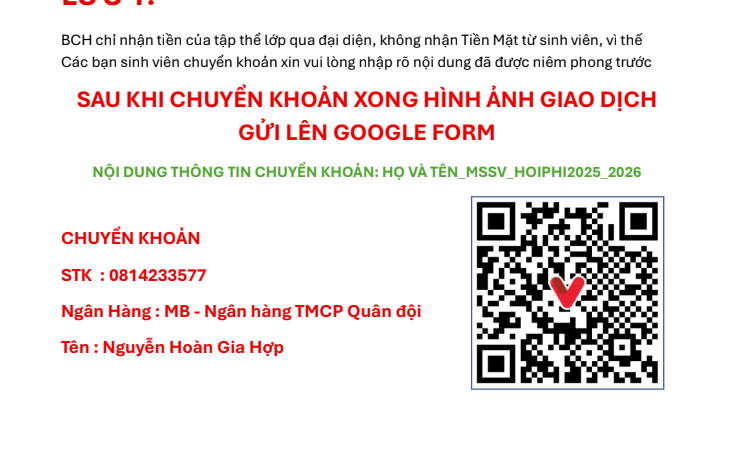 LƯU Ý:
BCH chỉ nhận tiền của tập thể lớp qua đại diện, không nhận Tiền Mặt từ sinh viên, vì thế
Các bạn sinh viên chuyển khoản xin vui lòng nhập rõ nội dung đã được niêm phong trước
SAU KHI CHUYỂN KHOẢN XONG HÌNH ẢNH GIAO DỊCH
GỬI LÊN GOOGLE FORM
NỘI DUNG THÔNG TIN CHUYỂN KHOẢN: HỌ VÀ TÊN_MSSV_HOIPHI2025_2026
CHUYỂN KHOẢN
STK : 0814233577
Ngân Hàng : MB - Ngân hàng TMCP Quân đội
Tên : Nguyễn Hoàn Gia Hợp